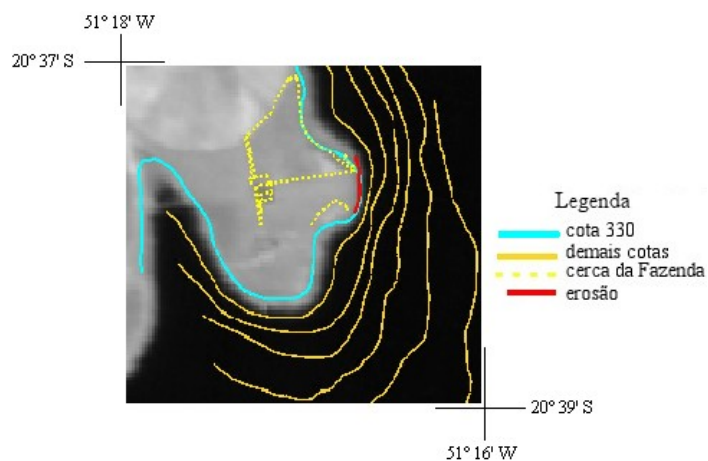 51° 18' W
20° 37' S
Legenda
cota 330
demais cotas
cerca da Fazenda
erosão
20° 39' S
51° 16' W